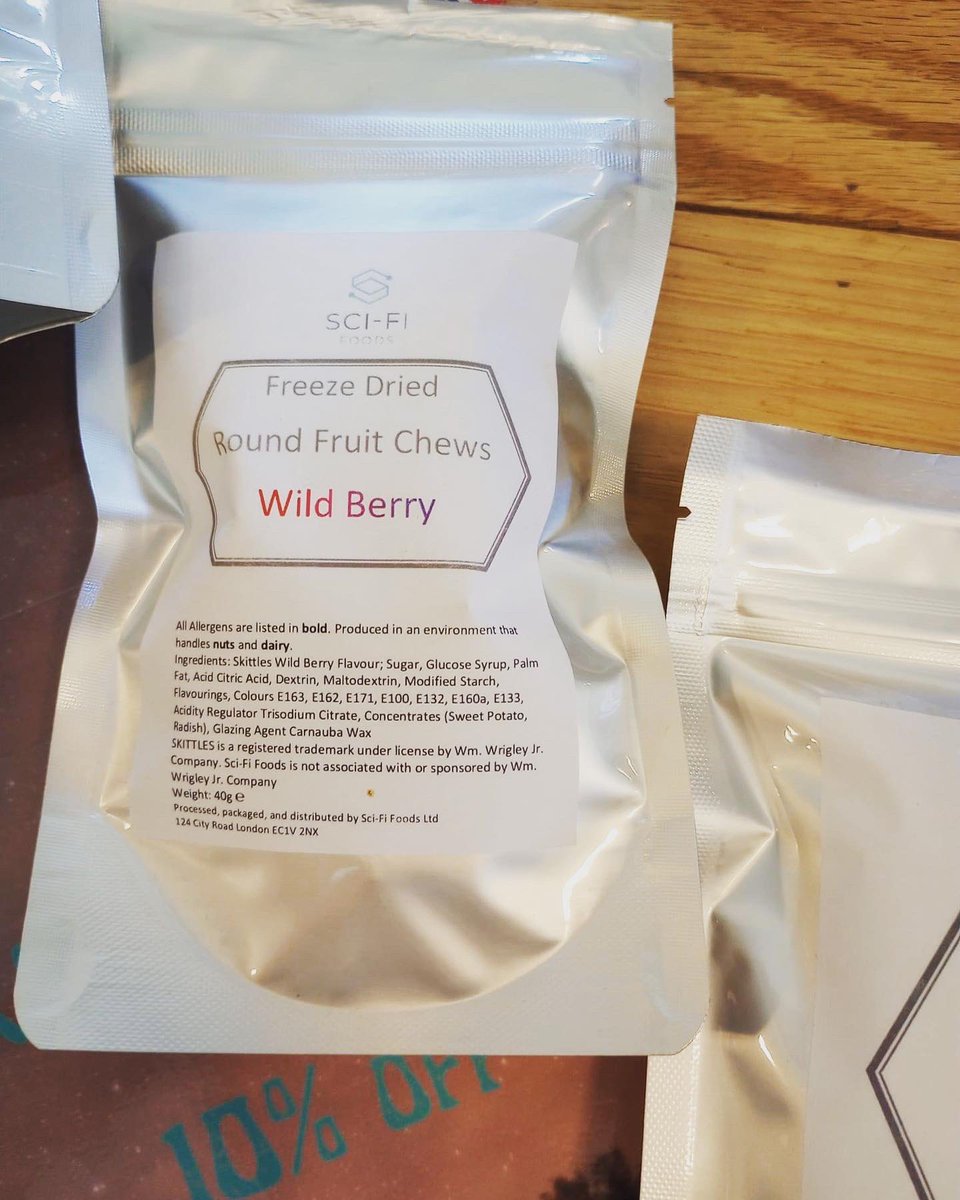 SCI-FI
FOODS
Freeze Dried
Round Fruit Chews
Wild Berry
All Allergens are listed in bold. Produced in an environment that
handles nuts and dairy.
Ingredients: Skittles Wild Berry Flavour; Sugar, Glucose Syrup, Palm
Fat, Acid Citric Acid, Dextrin, Maltodextrin, Modified Starch,
Flavourings, Colours E163, E162, E171, E100, E132, E160a, E133,
Acidity Regulator Trisodium Citrate, Concentrates (Sweet Potato,
Radish), Glazing Agent Carnauba Wax
SKITTLES is a registered trademark under license by Wm. Wrigley Jr.
Company. Sci-Fi Foods is not associated with or sponsored by Wm.
Wrigley Jr. Company
Weight: 40g ℮
Processed, packaged, and distributed by Sci-Fi Foods Ltd
124 City Road London EC1V 2NX
10% OFF